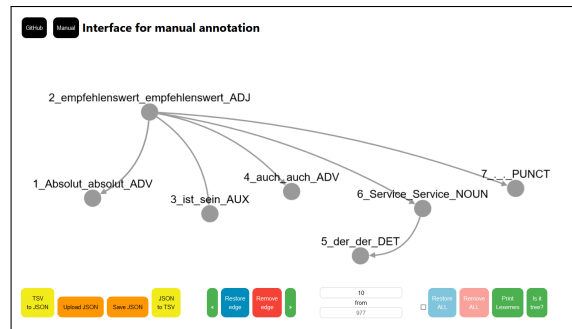 GitHub
Manual
Interface for manual annotation
2_empfehlenswert_empfehlenswert_ADJ
1_Absolut_absolut_ADV
3_ist_sein_AUX
4_auch_auch_ADV
7_._._PUNCT
6_Service_Service_NOUN
5_der_der_DET
TSV
to JSON
Upload JSON
Save JSON
JSON
to TSV
«
Restore
edge
Remove
edge
»
10
from
977
Restore
ALL
Remove
ALL
Print
Lexemes
Is it
tree?